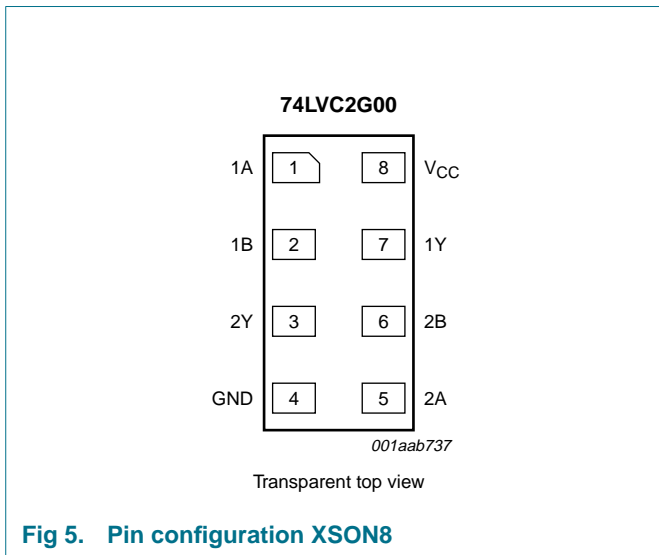 74LVC2G00
1A 1 8 VCC
1B 2 7 1Y
2Y 3 6 2B
GND 4 5 2A
001aab737
Transparent top view
Fig 5. Pin configuration XSON8